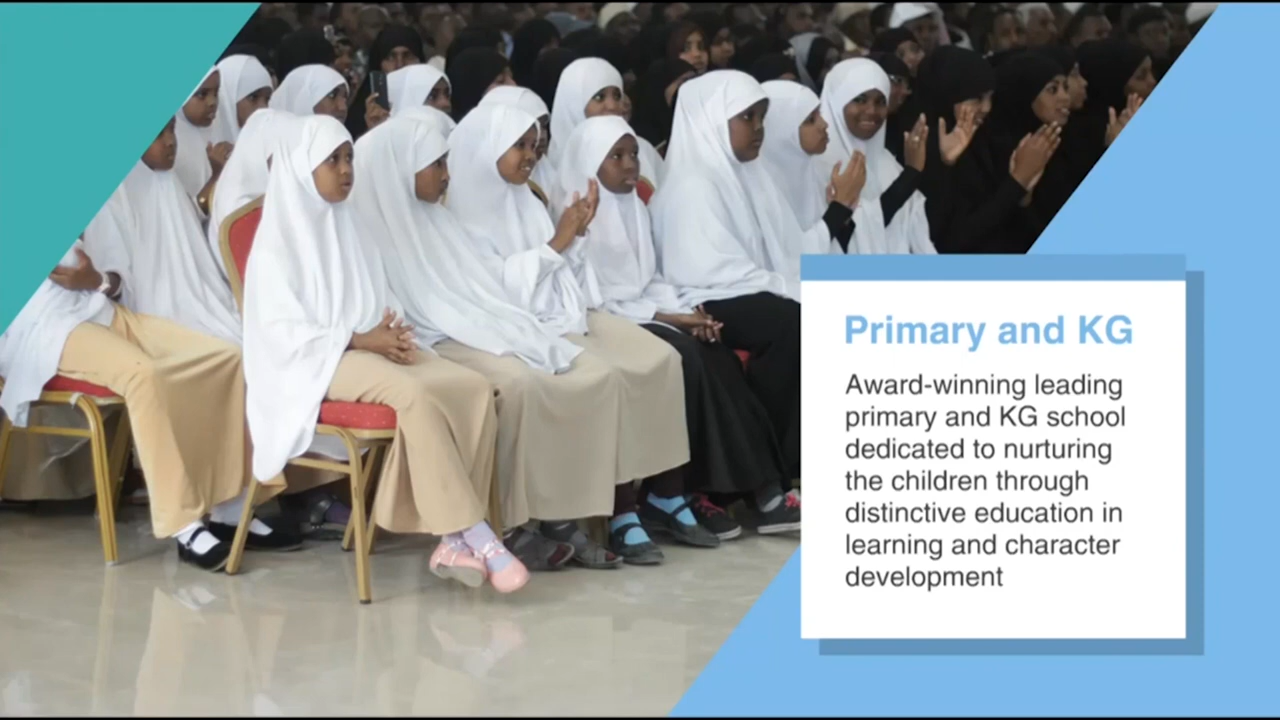 Primary and KG
Award-winning leading
primary and KG school
dedicated to nurturing
the children through
distinctive education in
learning and character
development